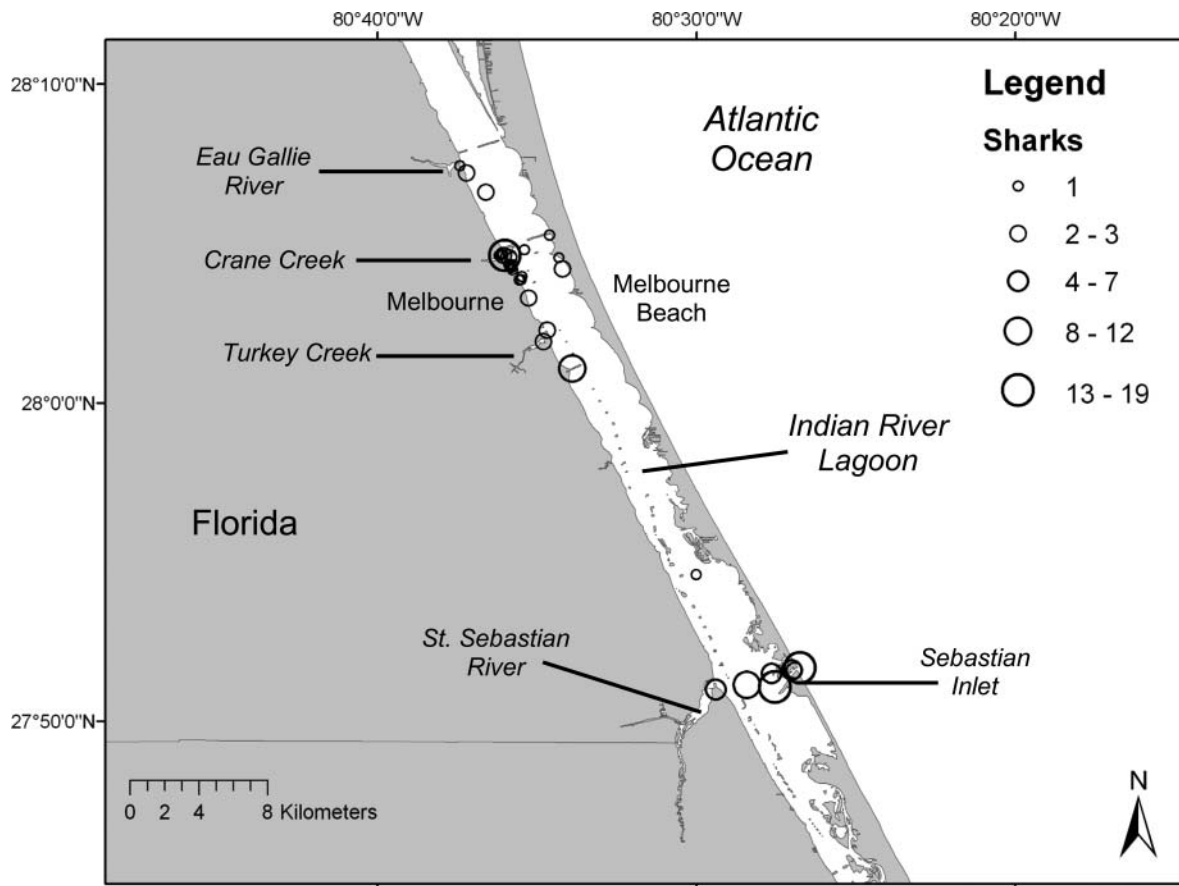 80°40'0"W
80°30'0"W
80°20'0"W
28°10'0"N
28°0'0"N
27°50'0"N
Legend
Sharks
1
2 - 3
4 - 7
8 - 12
13 - 19
Atlantic
Ocean
Eau Gallie
River
Crane Creek
Melbourne
Melbourne
Beach
Turkey Creek
Indian River
Lagoon
Florida
St. Sebastian
River
Sebastian
Inlet
0 2 4 8 Kilometers
N